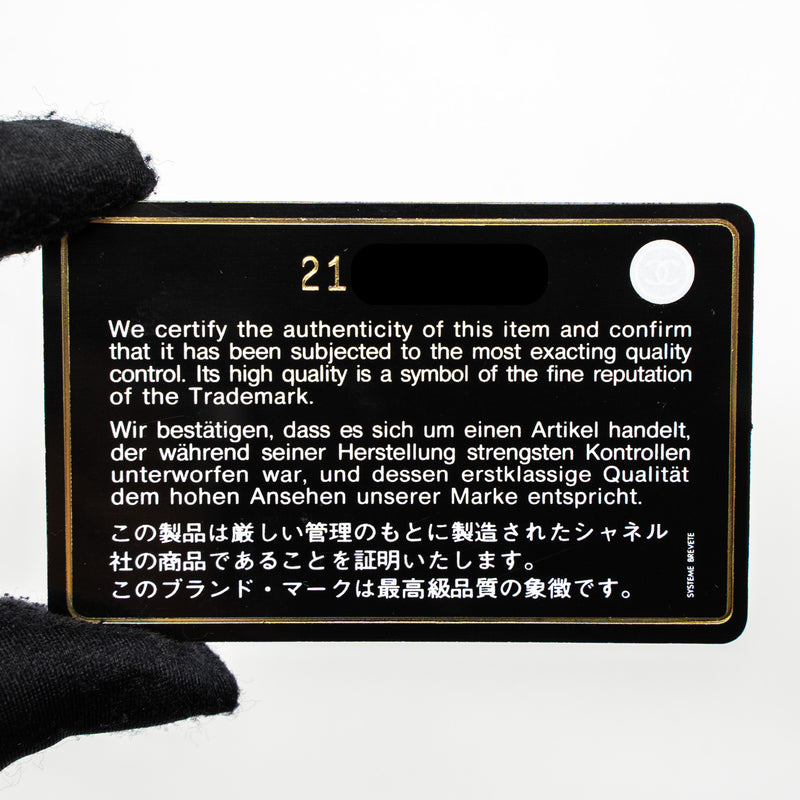 21
We certify the authenticity of this item and confirm
that it has been subjected to the most exacting quality
control. Its high quality is a symbol of the fine reputation
of the Trademark.
Wir bestätigen, dass es sich um einen Artikel handelt,
der während seiner Herstellung strengsten Kontrollen
unterworfen war, und dessen erstklassige Qualität
dem hohen Ansehen unserer Marke entspricht.
この製品は厳しい管理のもとに製造されたシャネル
社の商品であることを証明いたします。
このブランド・マークは最高級品質の象徴です。
SYSTEME BREVETE